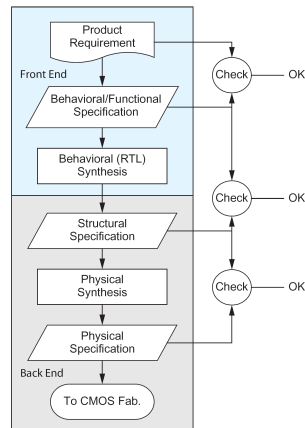 Product
Requirement
Front End
Check
OK
Behavioral/Functional
Specification
Behavioral (RTL)
Synthesis
Check
OK
Structural
Specification
Physical
Synthesis
Check
OK
Physical
Specification
Back End
To CMOS Fab.